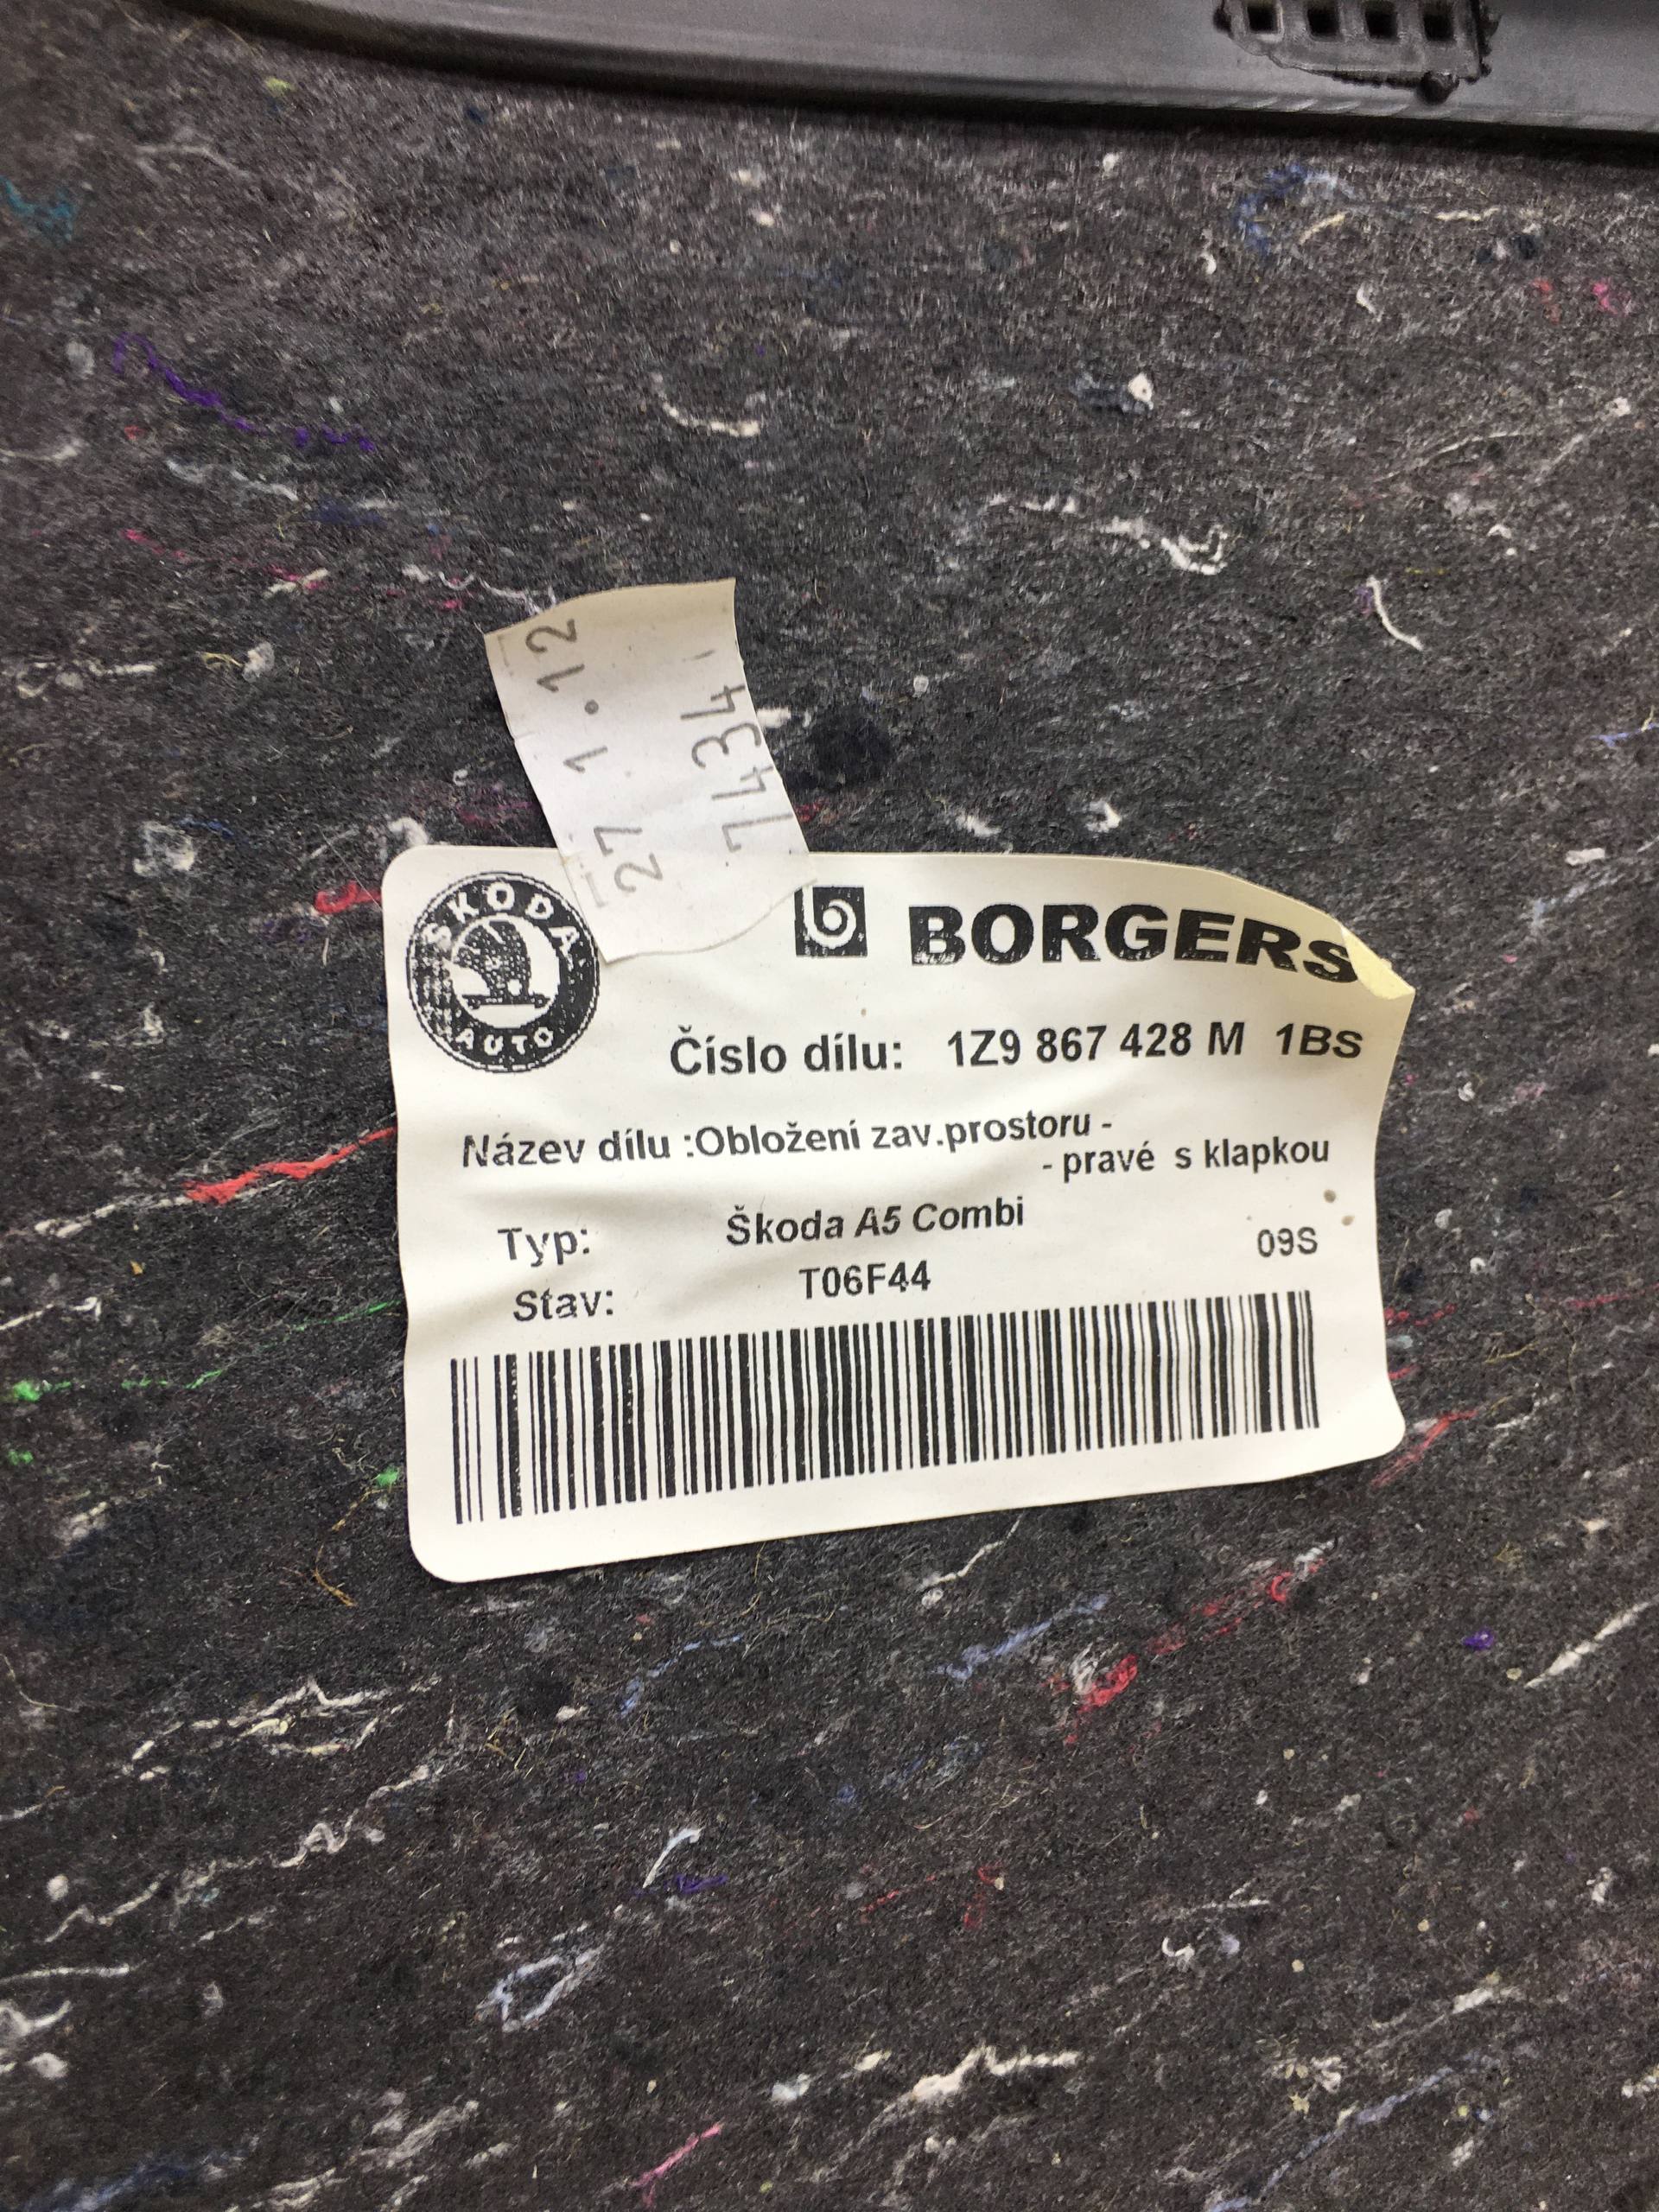 27 1.12
7434
ŠKODA
AUTO
BORGERS
Číslo dílu: 1Z9 867 428 M 1BS
Název dílu :Obložení zav.prostoru -
- pravé s klapkou
Typ: Škoda A5 Combi
09S
Stav: T06F44